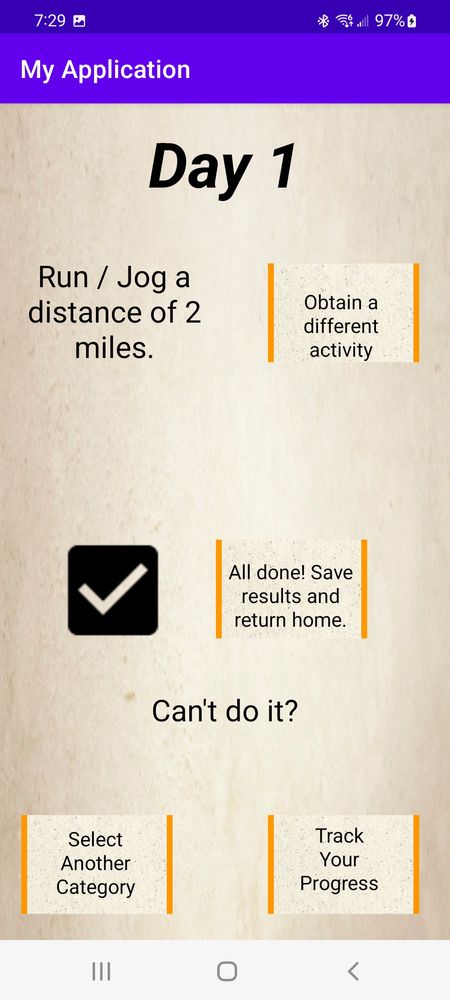 7:29 97%
My Application
Day 1
Run / Jog a
distance of 2
miles.
Obtain a
different
activity
All done! Save
results and
return home.
Can't do it?
Select
Another
Category
Track
Your
Progress